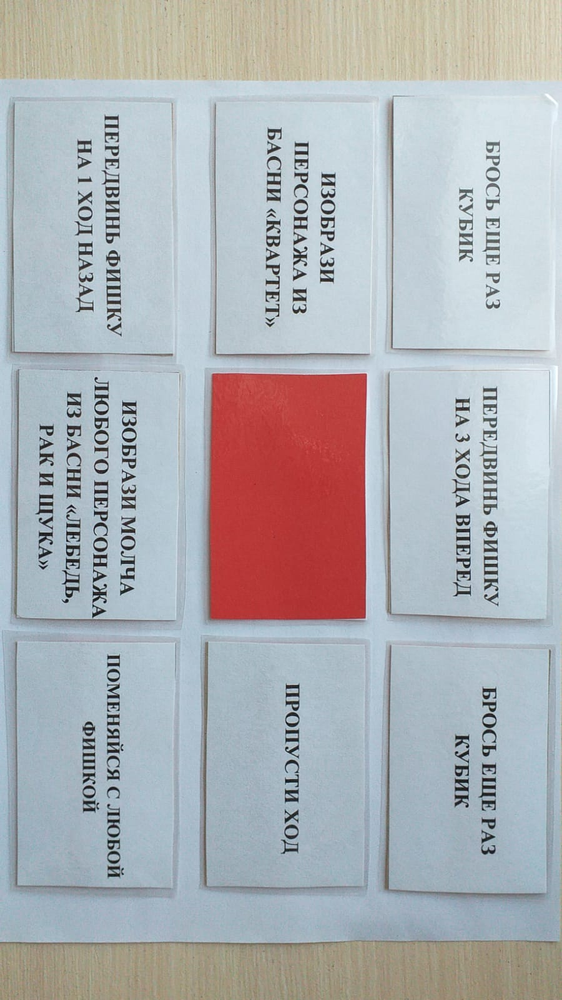 БРОСЬ ЕЩЕ РАЗ
КУБИК
ПЕРЕДВИНЬ ФИШКУ
НА 3 ХОДА ВПЕРЕД
БРОСЬ ЕЩЕ РАЗ
КУБИК
ИЗОБРАЗИ
ПЕРСОНАЖА ИЗ
БАСНИ «КВАРТЕТ»
ПРОПУСТИ ХОД
ПЕРЕДВИНЬ ФИШКУ
НА 1 ХОД НАЗАД
ИЗОБРАЗИ МОЛЧА
ЛЮБОГО ПЕРСОНАЖА
ИЗ БАСНИ «ЛЕБЕДЬ,
РАК И ЩУКА»
ПОМЕНЯЙСЯ С ЛЮБОЙ
ФИШКОЙ